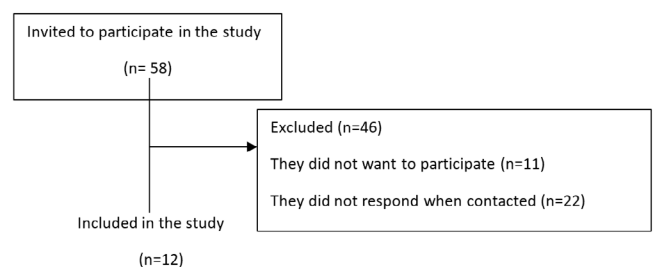 Invited to participate in the study
(n= 58)
Excluded (n=46)
They did not want to participate (n=11)
They did not respond when contacted (n=22)
Included in the study
(n=12)